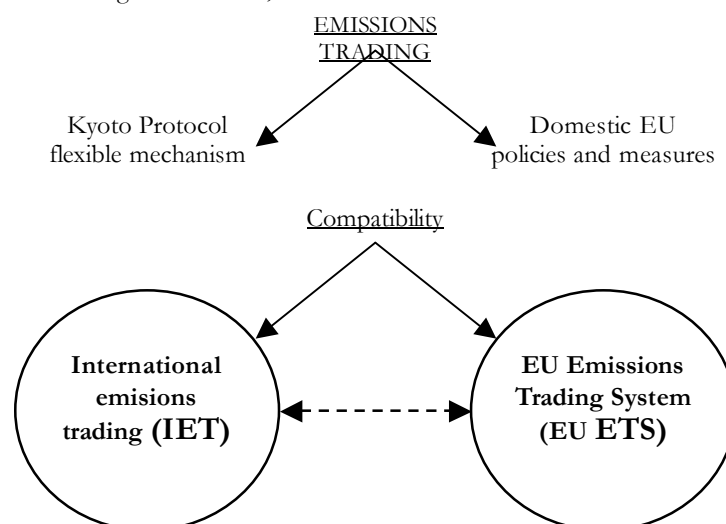 EMISSIONS
TRADING
Kyoto Protocol
flexible mechanism
Domestic EU
policies and measures
Compatibility
International
emisions
trading (IET)
EU Emissions
Trading System
(EU ETS)